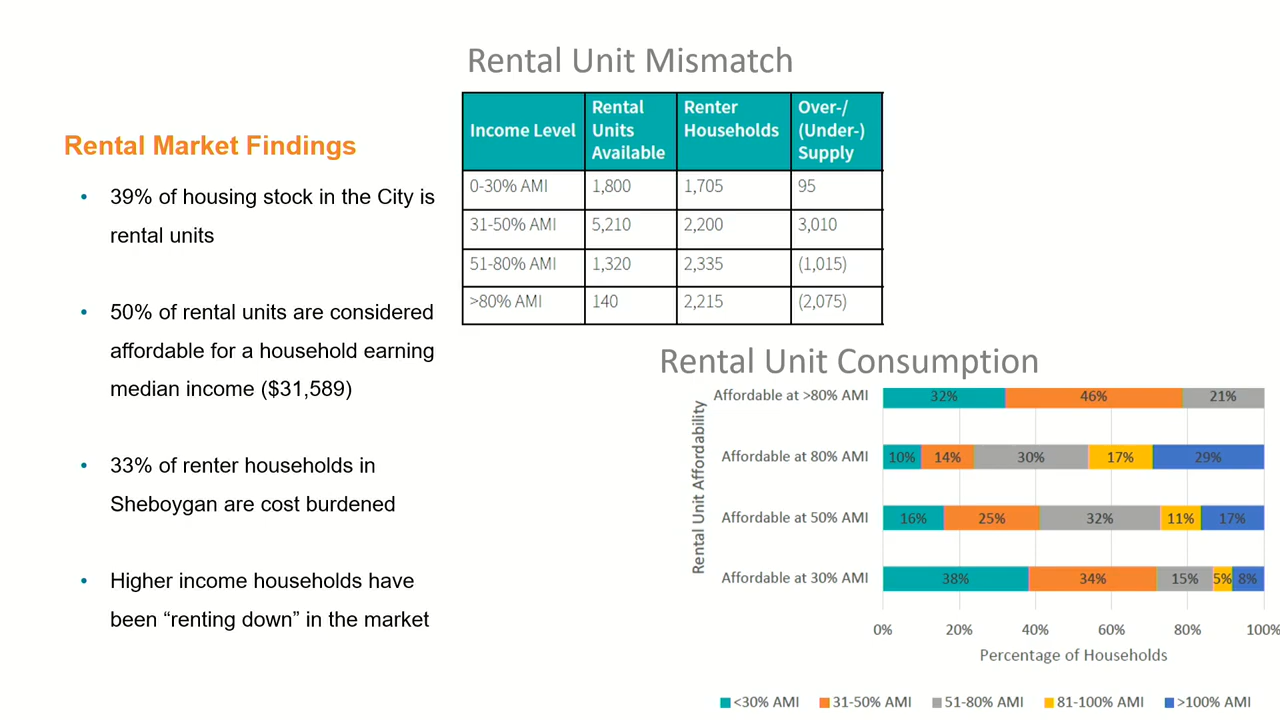 Rental Unit Mismatch
Rental Market Findings
• 39% of housing stock in the City is
rental units
• 50% of rental units are considered
affordable for a household earning
median income ($31,589)
• 33% of renter households in
Sheboygan are cost burdened
• Higher income households have
been “renting down” in the market
Income Level Rental Units Available Renter Households Over-/ (Under-) Supply
0-30% AMI 1,800 1,705 95
31-50% AMI 5,210 2,200 3,010
51-80% AMI 1,320 2,335 (1,015)
>80% AMI 140 2,215 (2,075)
Rental Unit Consumption
Rental Unit Affordability
Affordable at >80% AMI 32% 46% 21%
Affordable at 80% AMI 10% 14% 30% 17% 29%
Affordable at 50% AMI 16% 25% 32% 11% 17%
Affordable at 30% AMI 38% 34% 15% 5% 8%
0% 20% 40% 60% 80% 100%
Percentage of Households
<30% AMI 31-50% AMI 51-80% AMI 81-100% AMI >100% AMI